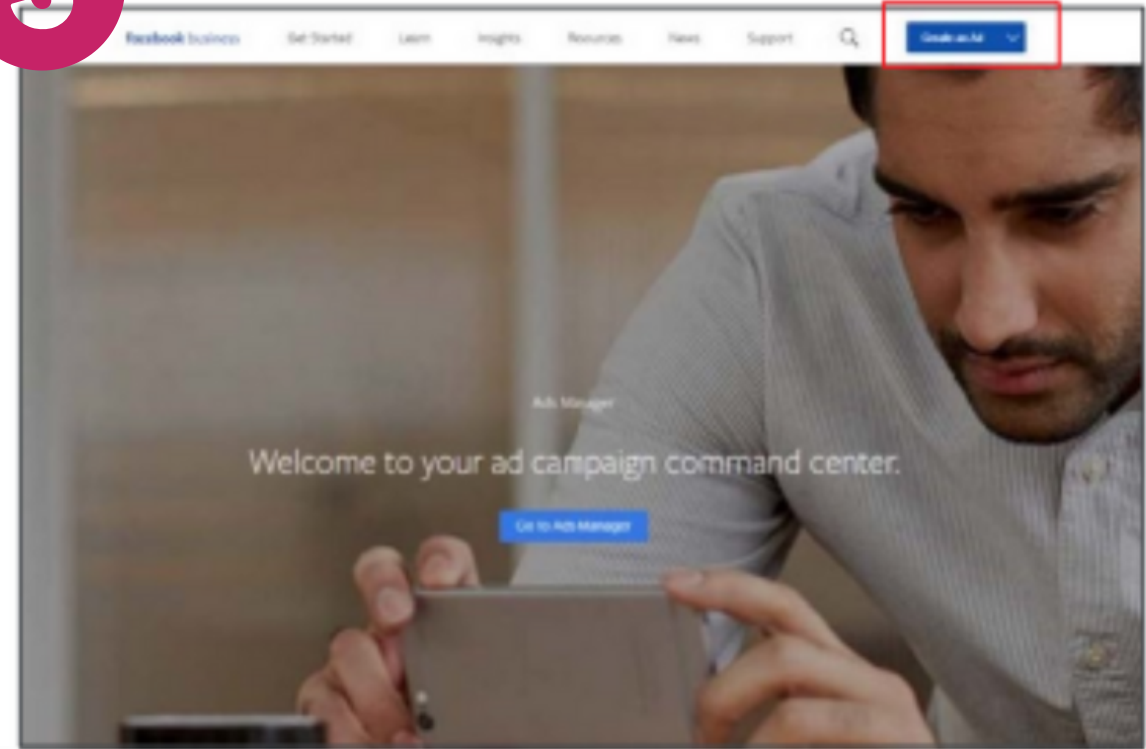 facebook business Get Started Learn Insights Resources News Support Create an Ad
Ads Manager
Welcome to your ad campaign command center.
Go to Ads Manager